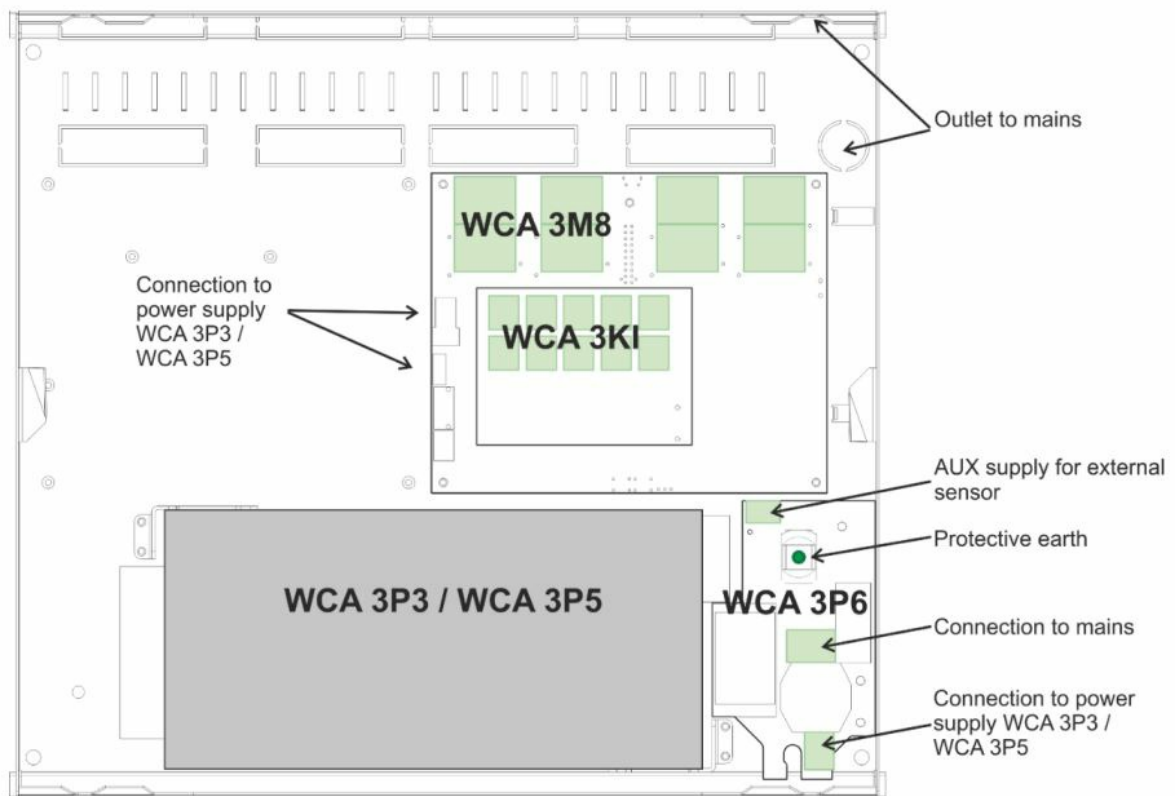 Outlet to mains
WCA 3M8
Connection to
power supply
WCA 3P3 /
WCA 3P5
WCA 3KI
AUX supply for external
sensor
Protective earth
WCA 3P3 / WCA 3P5
WCA 3P6
Connection to mains
Connection to power
supply WCA 3P3 /
WCA 3P5